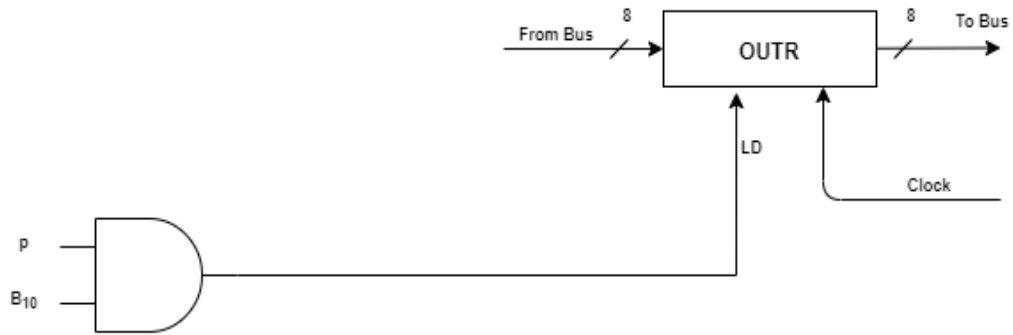 8
8
From Bus
To Bus
OUTR
LD
Clock
p
B₁₀